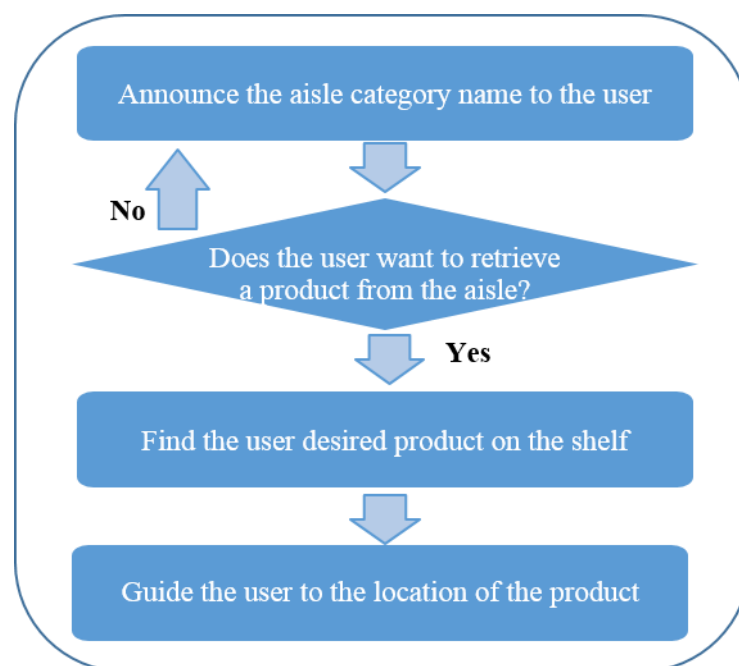 Announce the aisle category name to the user
No
Does the user want to retrieve
a product from the aisle?
Yes
Find the user desired product on the shelf
Guide the user to the location of the product